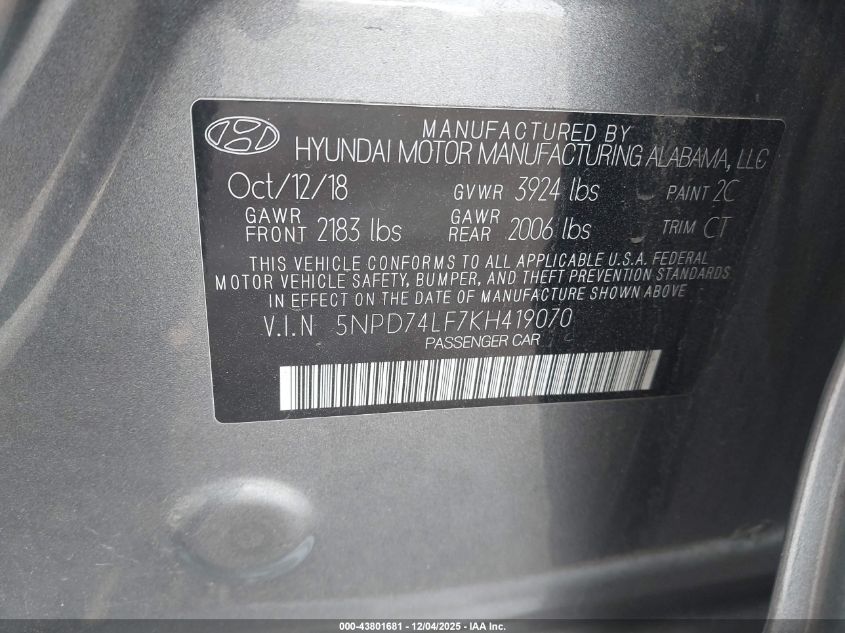 MANUFACTURED BY
HYUNDAI MOTOR MANUFACTURING ALABAMA, LLC
Oct/12/18 GVWR 3924 lbs PAINT 2C
GAWR FRONT 2183 lbs GAWR REAR 2006 lbs TRIM CT
THIS VEHICLE CONFORMS TO ALL APPLICABLE U.S.A. FEDERAL
MOTOR VEHICLE SAFETY, BUMPER, AND THEFT PREVENTION STANDARDS
IN EFFECT ON THE DATE OF MANUFACTURE SHOWN ABOVE
V.I.N 5NPD74LF7KH419070
PASSENGER CAR
000-43801681 - 12/04/2025 - IAA Inc.